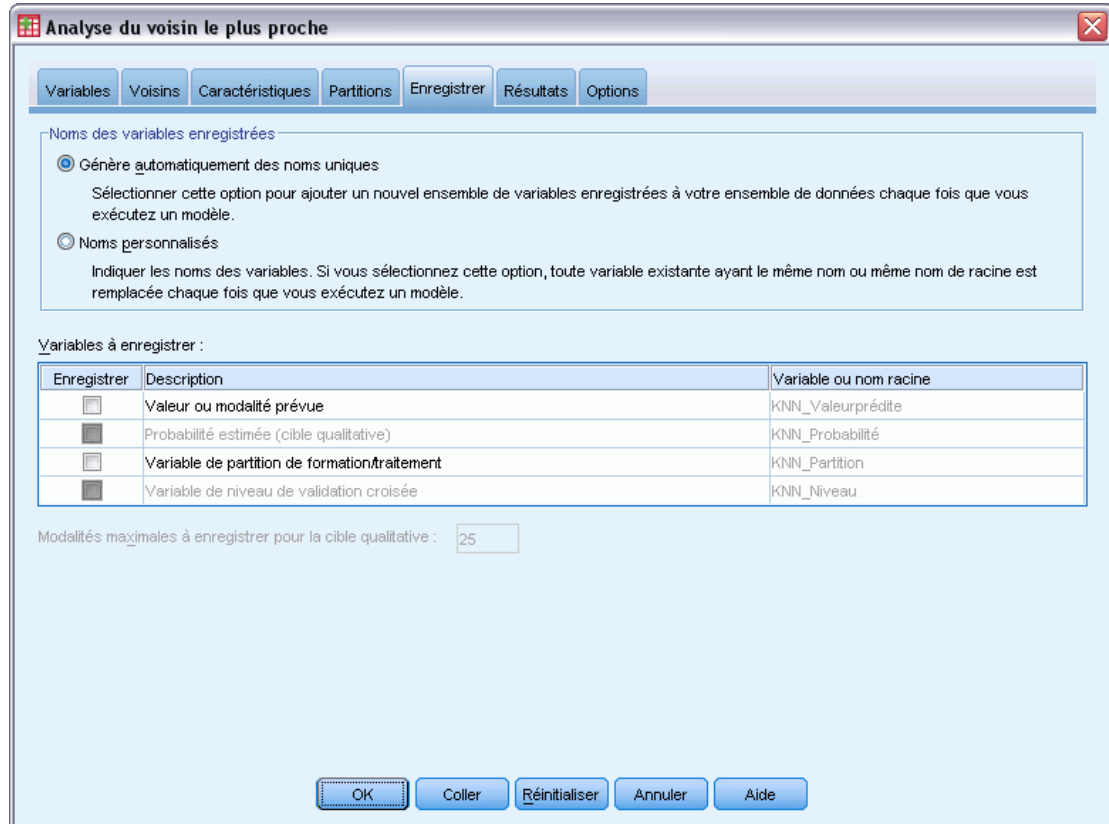 Analyse du voisin le plus proche
Variables Voisins Caractéristiques Partitions Enregistrer Résultats Options
Noms des variables enregistrées
Génère automatiquement des noms uniques
Sélectionner cette option pour ajouter un nouvel ensemble de variables enregistrées à votre ensemble de données chaque fois que vous
exécutez un modèle.
Noms personnalisés
Indiquer les noms des variables. Si vous sélectionnez cette option, toute variable existante ayant le même nom ou même nom de racine est
remplacée chaque fois que vous exécutez un modèle.
Variables à enregistrer :
Enregistrer Description Variable ou nom racine
Valeur ou modalité prévue KNN_Valeurprédite
Probabilité estimée (cible qualitative) KNN_Probabilité
Variable de partition de formation/traitement KNN_Partition
Variable de niveau de validation croisée KNN_Niveau
Modalités maximales à enregistrer pour la cible qualitative : 25
OK Coller Réinitialiser Annuler Aide